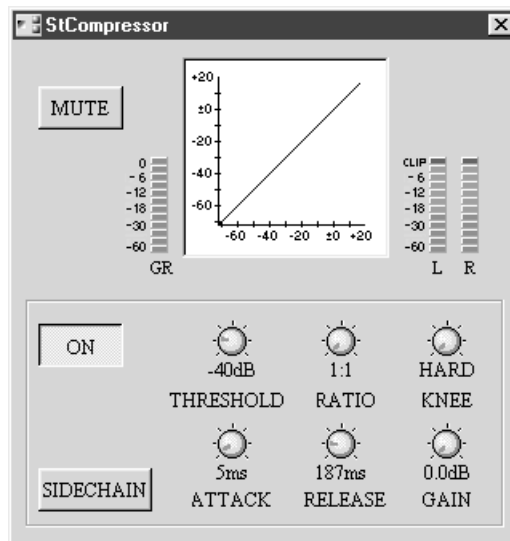 StCompressor
MUTE
+20
±0
-20
-40
-60
-60 -40 -20 ±0 +20
0
-6
-12
-18
-30
-60
GR
CLIP
-6
-12
-18
-30
-60
L R
ON
-40dB 1:1 HARD
THRESHOLD RATIO KNEE
5ms 187ms 0.0dB
SIDECHAIN ATTACK RELEASE GAIN